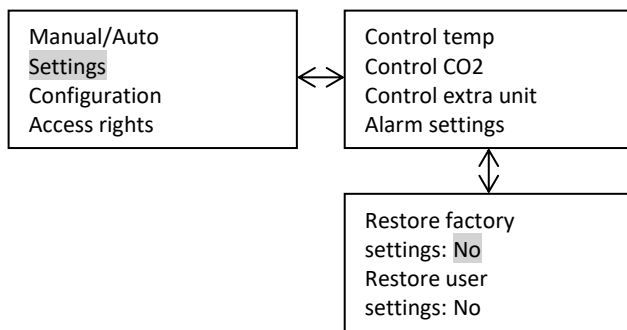 Manual/Auto
Settings
Configuration
Access rights
Control temp
Control CO2
Control extra unit
Alarm settings
Restore factory
settings: No
Restore user
settings: No